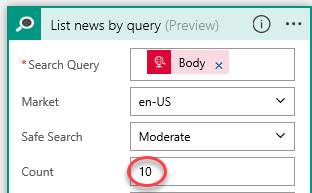 List news by query (Preview)
*Search Query Body ×
Market en-US
Safe Search Moderate
Count 10